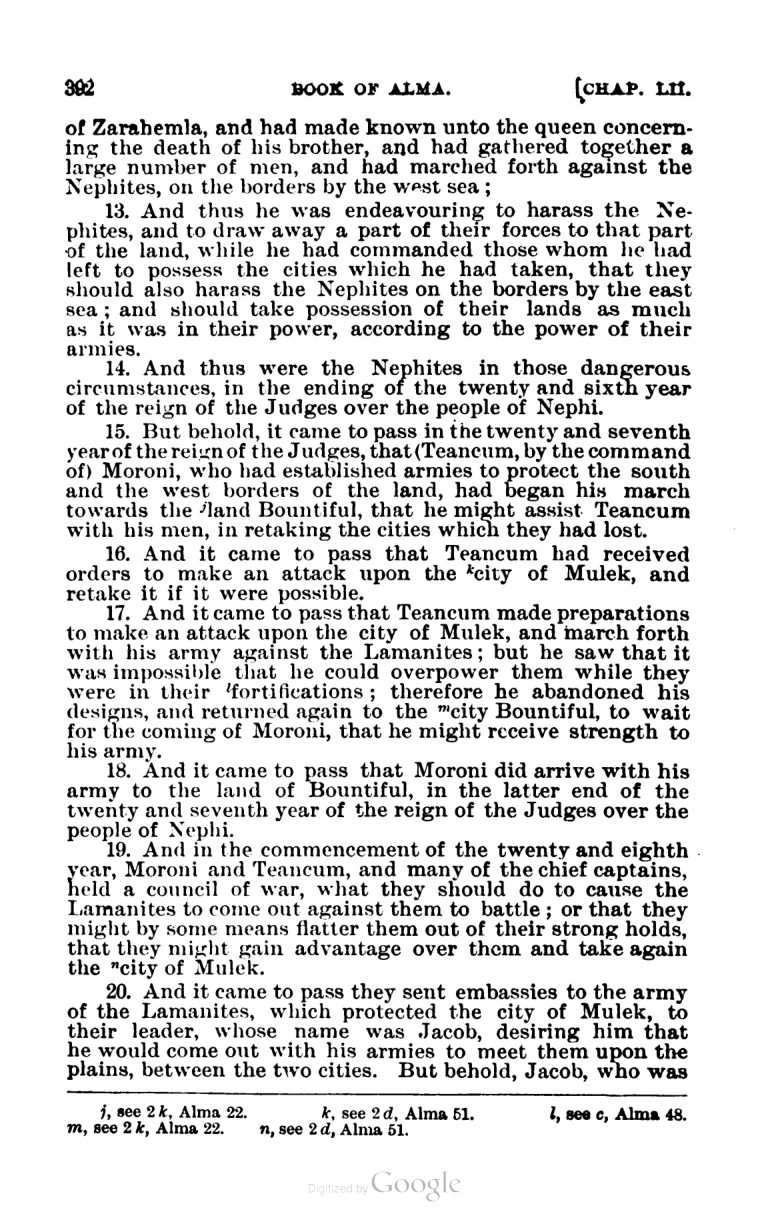 392 BOOK OF ALMA. [CHAP. LII.
of Zarahemla, and had made known unto the queen concern-
ing the death of his brother, and had gathered together a
large number of men, and had marched forth against the
Nephites, on the borders by the west sea;
13. And thus he was endeavouring to harass the Ne-
phites, and to draw away a part of their forces to that part
of the land, while he had commanded those whom he had
left to possess the cities which he had taken, that they
should also harass the Nephites on the borders by the east
sea; and should take possession of their lands as much
as it was in their power, according to the power of their
armies.
14. And thus were the Nephites in those dangerous
circumstances, in the ending of the twenty and sixth year
of the reign of the Judges over the people of Nephi.
15. But behold, it came to pass in the twenty and seventh
year of the reign of the Judges, that (Teancum, by the command
of) Moroni, who had established armies to protect the south
and the west borders of the land, had began his march
towards the jland Bountiful, that he might assist Teancum
with his men, in retaking the cities which they had lost.
16. And it came to pass that Teancum had received
orders to make an attack upon the kcity of Mulek, and
retake it if it were possible.
17. And it came to pass that Teancum made preparations
to make an attack upon the city of Mulek, and march forth
with his army against the Lamanites; but he saw that it
was impossible that he could overpower them while they
were in their lfortifications; therefore he abandoned his
designs, and returned again to the mcity Bountiful, to wait
for the coming of Moroni, that he might receive strength to
his army.
18. And it came to pass that Moroni did arrive with his
army to the land of Bountiful, in the latter end of the
twenty and seventh year of the reign of the Judges over the
people of Nephi.
19. And in the commencement of the twenty and eighth
year, Moroni and Teancum, and many of the chief captains,
held a council of war, what they should do to cause the
Lamanites to come out against them to battle; or that they
might by some means flatter them out of their strong holds,
that they might gain advantage over them and take again
the ncity of Mulek.
20. And it came to pass they sent embassies to the army
of the Lamanites, which protected the city of Mulek, to
their leader, whose name was Jacob, desiring him that
he would come out with his armies to meet them upon the
plains, between the two cities. But behold, Jacob, who was
j, see 2 k, Alma 22. k, see 2 d, Alma 51. l, see c, Alma 48.
m, see 2 k, Alma 22. n, see 2 d, Alma 51.
Digitized by Google